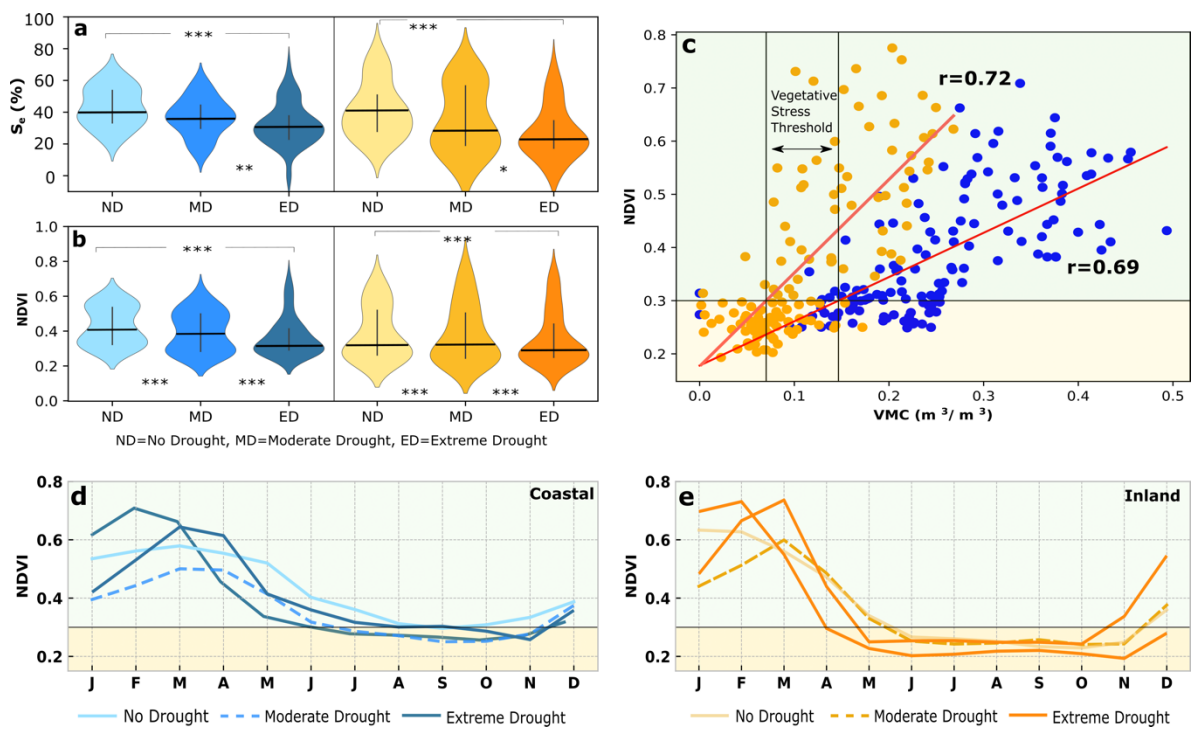 a
100
80
60
40
20
0
Se (%)
***
***
**
*
ND
MD
ED
ND
MD
ED
b
1.0
0.8
0.6
0.4
0.2
0.0
NDVI
***
***
***
***
***
***
ND
MD
ED
ND
MD
ED
ND=No Drought, MD=Moderate Drought, ED=Extreme Drought
c
0.8
0.7
0.6
0.5
0.4
0.3
0.2
NDVI
r=0.72
Vegetative
Stress
Threshold
r=0.69
0.0
0.1
0.2
0.3
0.4
0.5
VMC (m ³/ m ³)
d
Coastal
0.8
0.6
0.4
0.2
NDVI
J F M A M J J A S O N D
No Drought
Moderate Drought
Extreme Drought
e
Inland
0.8
0.6
0.4
0.2
NDVI
J F M A M J J A S O N D
No Drought
Moderate Drought
Extreme Drought